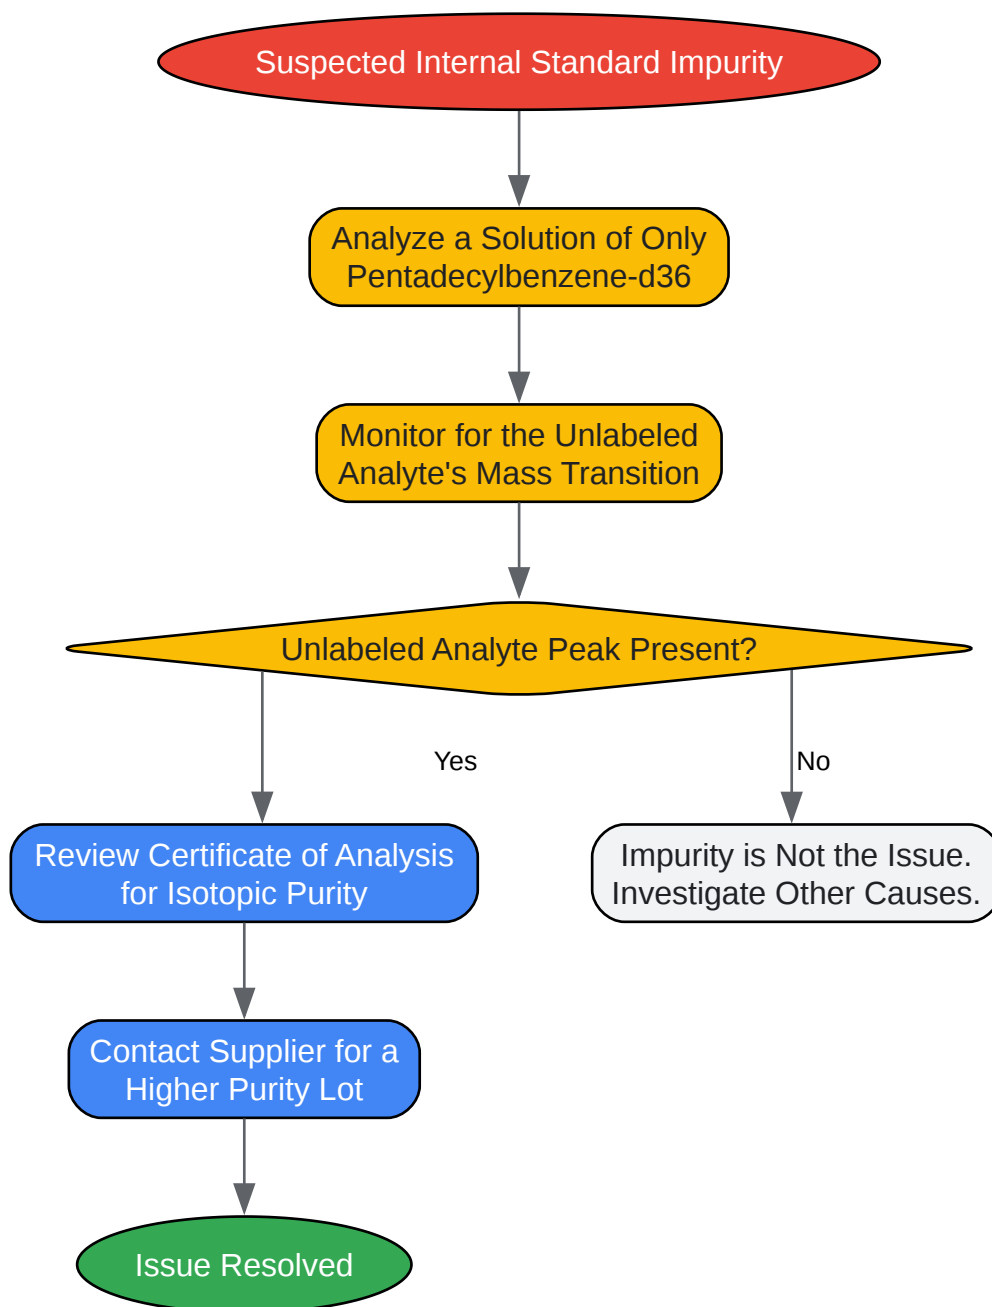 Suspected Internal Standard Impurity
Analyze a Solution of Only
Pentadecylbenzene-d36
Monitor for the Unlabeled
Analyte's Mass Transition
Unlabeled Analyte Peak Present?
Yes
No
Review Certificate of Analysis
for Isotopic Purity
Impurity is Not the Issue.
Investigate Other Causes.
Contact Supplier for a
Higher Purity Lot
Issue Resolved